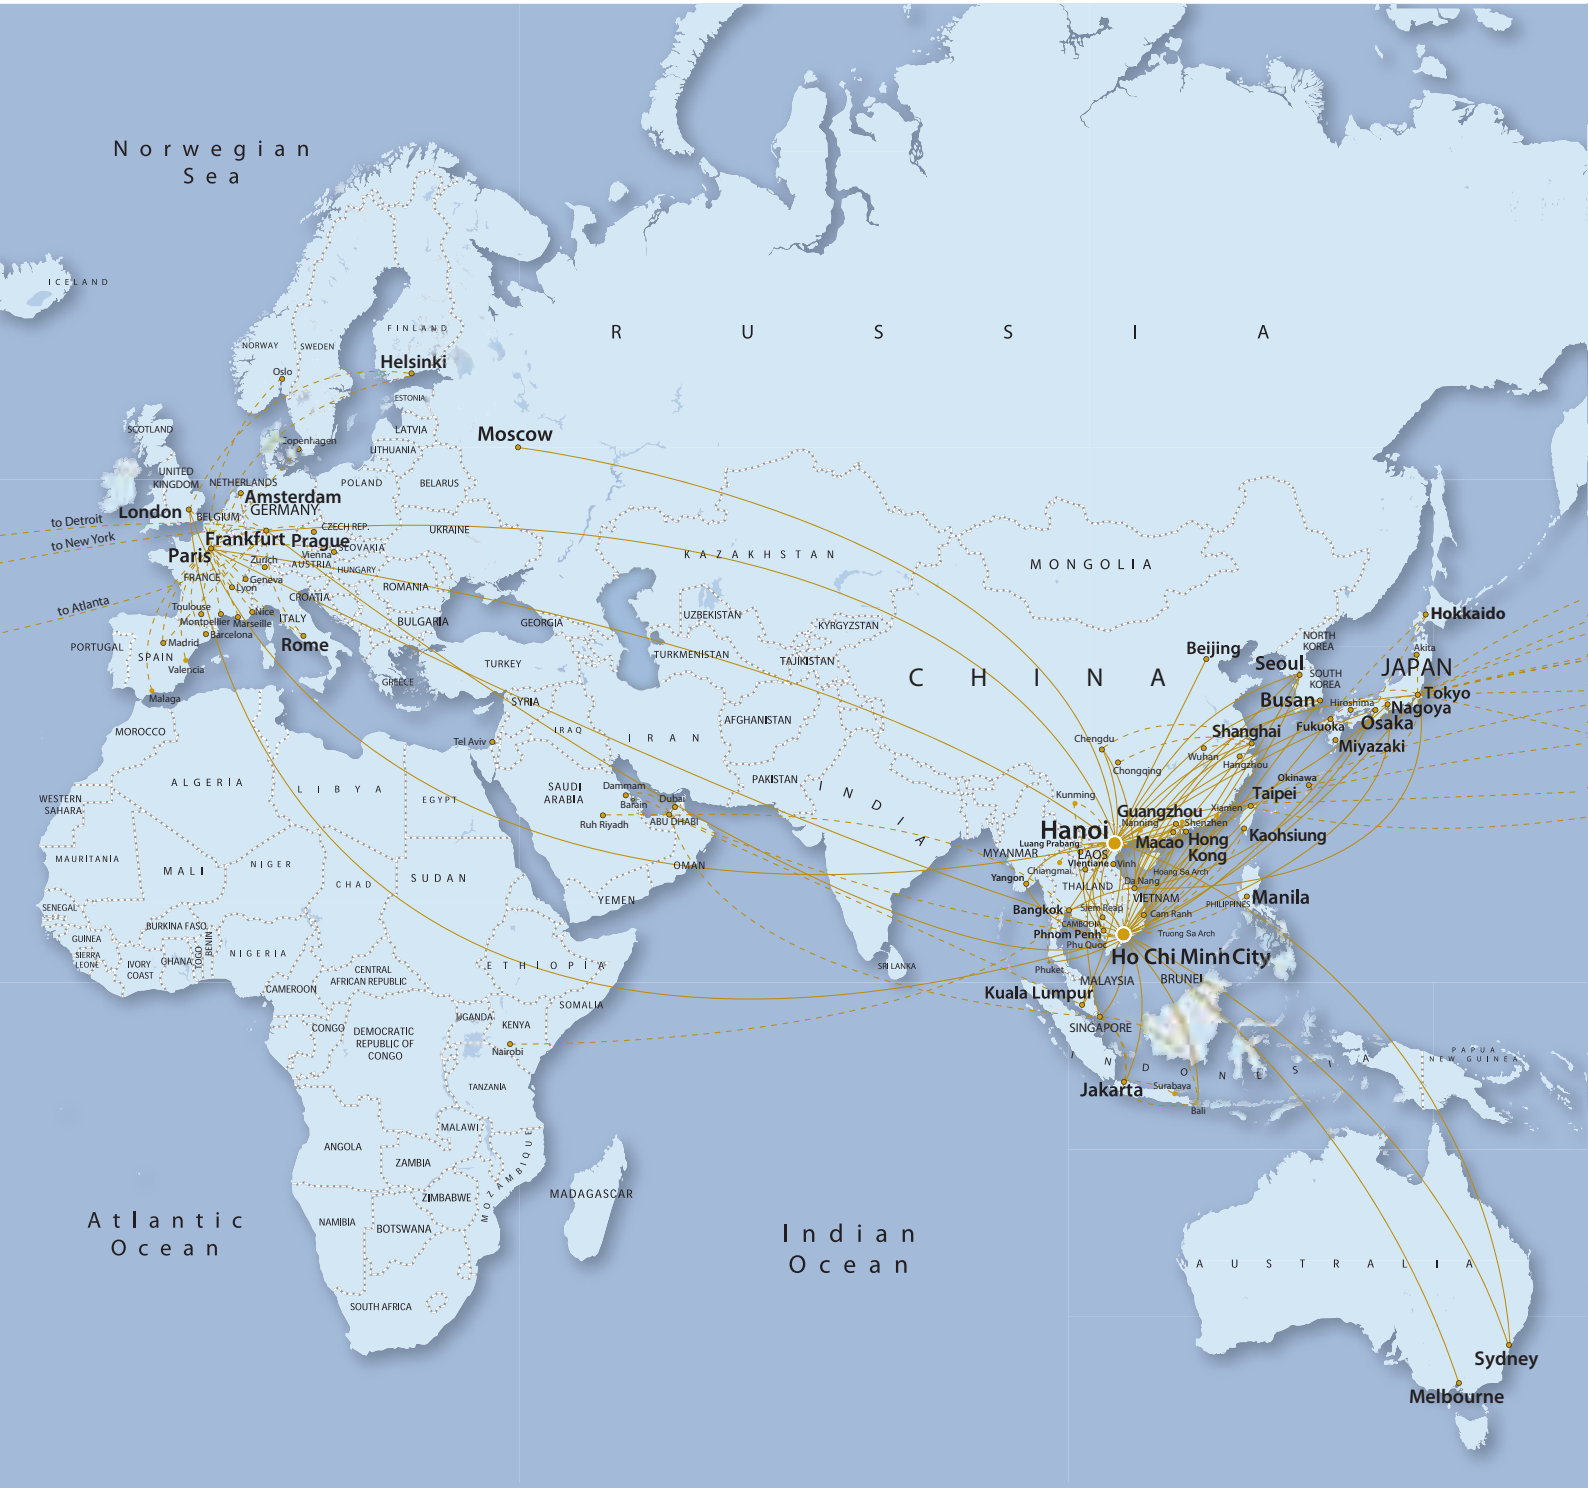 Norwegian
Sea
ICELAND
FINLAND
NORWAY
SWEDEN
Helsinki
Oslo
ESTONIA
SCOTLAND
Copenhagen
LATVIA
LITHUANIA
Moscow
UNITED
KINGDOM
NETHERLANDS
POLAND
BELARUS
Amsterdam
London
BELGIUM
GERMANY
to Detroit
to New York
to Atlanta
CZECH REP.
UKRAINE
Frankfurt
Prague
Paris
Vienna
SLOVAKIA
Zurich
AUSTRIA
HUNGARY
FRANCE
Geneva
Lyon
ROMANIA
CROATIA
Toulouse
Nice
Montpellier
Marseille
ITALY
BULGARIA
GEORGIA
Barcelona
Madrid
Rome
PORTUGAL
SPAIN
Valencia
Malaga
GREECE
TURKEY
SYRIA
RUSSIA
KAZAKHSTAN
MONGOLIA
UZBEKISTAN
KYRGYZSTAN
TURKMENISTAN
TAJIKISTAN
CHINA
AFGHANISTAN
IRAQ
IRAN
PAKISTAN
INDIA
Tel Aviv
SAUDI
ARABIA
Dammam
Barain
Dubai
ABU DHABI
Ruh Riyadh
OMAN
YEMEN
MOROCCO
ALGERIA
LIBYA
EGYPT
WESTERN
SAHARA
MAURITANIA
MALI
NIGER
CHAD
SUDAN
SENEGAL
BURKINA FASO
GUINEA
SIERRA
LEONE
IVORY
COAST
GHANA
TOGO
BENIN
NIGERIA
CAMEROON
CENTRAL
AFRICAN REPUBLIC
ETHIOPIA
SOMALIA
UGANDA
KENYA
CONGO
DEMOCRATIC
REPUBLIC OF
CONGO
Nairobi
TANZANIA
MALAWI
ANGOLA
ZAMBIA
MOZAMBIQUE
ZIMBABWE
NAMIBIA
BOTSWANA
MADAGASCAR
SOUTH AFRICA
Atlantic
Ocean
Indian
Ocean
SRI LANKA
Hokkaido
NORTH
KOREA
Akita
Beijing
Seoul
SOUTH
KOREA
JAPAN
Tokyo
Busan
Hiroshima
Nagoya
Fukuoka
Osaka
Miyazaki
Chengdu
Shanghai
Wuhan
Hangzhou
Chongqing
Okinawa
Kunming
Taipei
Xiamen
Guangzhou
Nanning
Shenzhen
Hanoi
Macao
Hong
Kong
Kaohsiung
Luang Prabang
MYANMAR
LAOS
Vientiane
Vinh
Chiangmai
Yangon
Hoang Sa Arch
THAILAND
Da Nang
VIETNAM
PHILIPPINES
Manila
Bangkok
Siem Reap
Cam Ranh
CAMBODIA
Phnom Penh
Phu Quoc
Truong Sa Arch
Ho Chi Minh City
Phuket
MALAYSIA
BRUNEI
Kuala Lumpur
SINGAPORE
INDONESIA
PAPUA
NEW GUINEA
Jakarta
Surabaya
Bali
AUSTRALIA
Sydney
Melbourne